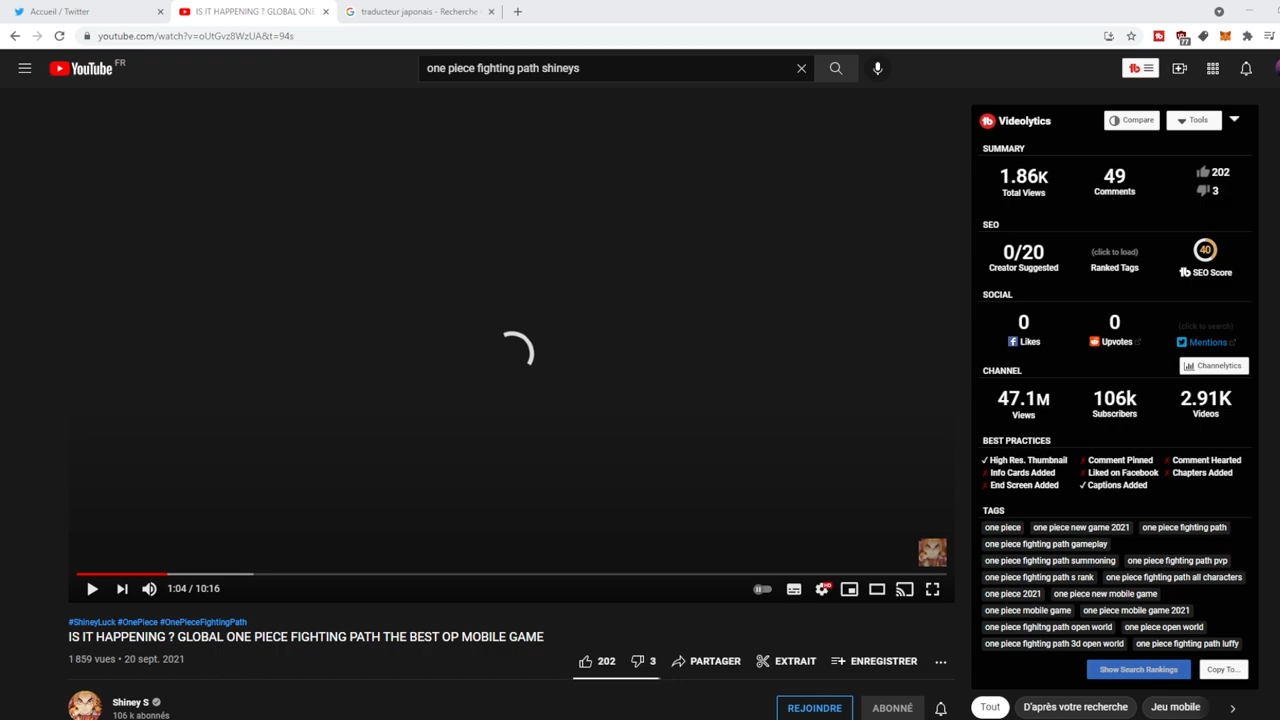 Accueil / Twitter
IS IT HAPPENING ? GLOBAL ONE
traducteur japonais - Recherche
youtube.com/watch?v=oUtGvz8WzUA&t=94s
77
YouTube FR
one piece fighting path shineys
Videolytics
Compare
Tools
SUMMARY
1.86K
49
202
Total Views
Comments
3
SEO
0/20
(click to load)
40
Creator Suggested
Ranked Tags
SEO Score
SOCIAL
0
0
(click to search)
Likes
Upvotes
Mentions
CHANNEL
Channelytics
47.1M
106k
2.91K
Views
Subscribers
Videos
BEST PRACTICES
High Res. Thumbnail
Comment Pinned
Comment Hearted
Info Cards Added
Liked on Facebook
Chapters Added
End Screen Added
Captions Added
TAGS
one piece
one piece new game 2021
one piece fighting path
one piece fighting path gameplay
one piece fighting path summoning
one piece fighting path pvp
one piece fighting path s rank
one piece fighting path all characters
one piece 2021
one piece new mobile game
one piece mobile game
one piece mobile game 2021
one piece fighitng path open world
one piece open world
one piece fighting path 3d open world
one piece fighting path luffy
Show Search Rankings
Copy To...
1:04 / 10:16
HD
#ShineyLuck #OnePiece #OnePieceFightingPath
IS IT HAPPENING ? GLOBAL ONE PIECE FIGHTING PATH THE BEST OP MOBILE GAME
1 859 vues • 20 sept. 2021
202
3
PARTAGER
EXTRAIT
ENREGISTRER
Shiney S
106 k abonnés
REJOINDRE
ABONNÉ
Tout
D'après votre recherche
Jeu mobile